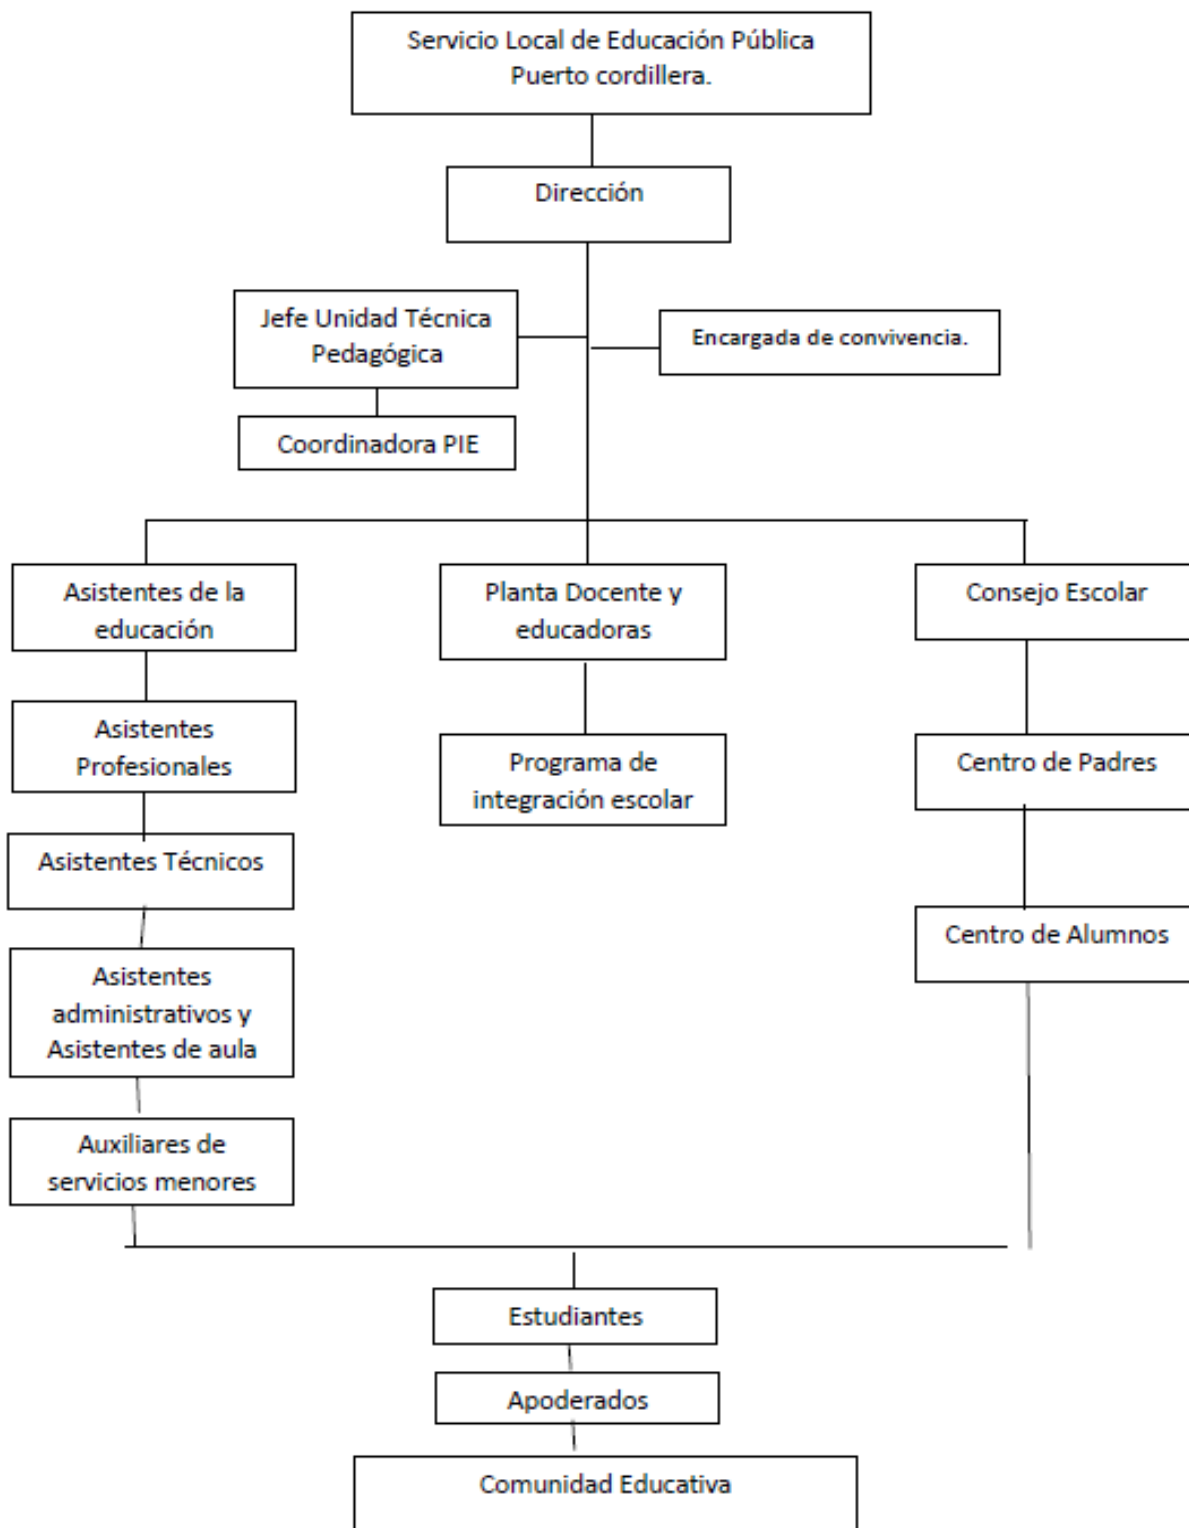 Servicio Local de Educación Pública
Puerto cordillera.
Dirección
Jefe Unidad Técnica
Pedagógica
Encargada de convivencia.
Coordinadora PIE
Asistentes de la
educación
Planta Docente y
educadoras
Consejo Escolar
Asistentes
Profesionales
Programa de
integración escolar
Centro de Padres
Asistentes Técnicos
Centro de Alumnos
Asistentes
administrativos y
Asistentes de aula
Auxiliares de
servicios menores
Estudiantes
Apoderados
Comunidad Educativa